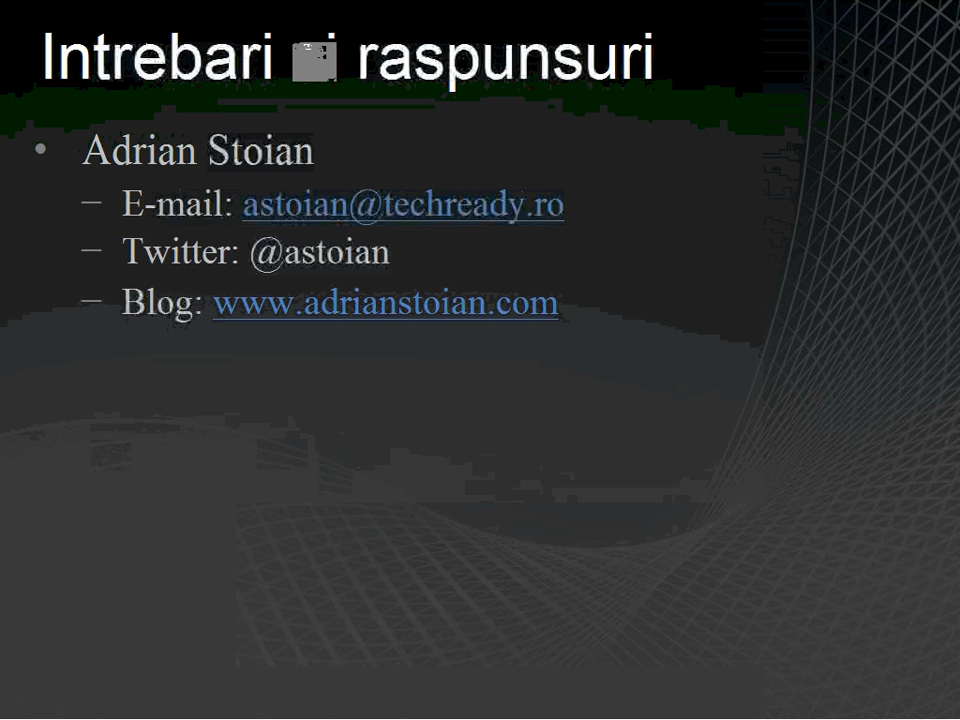 Intrebari raspunsuri
• Adrian Stoian
– E-mail: astoian@techready.ro
– Twitter: @astoian
– Blog: www.adrianstoian.com